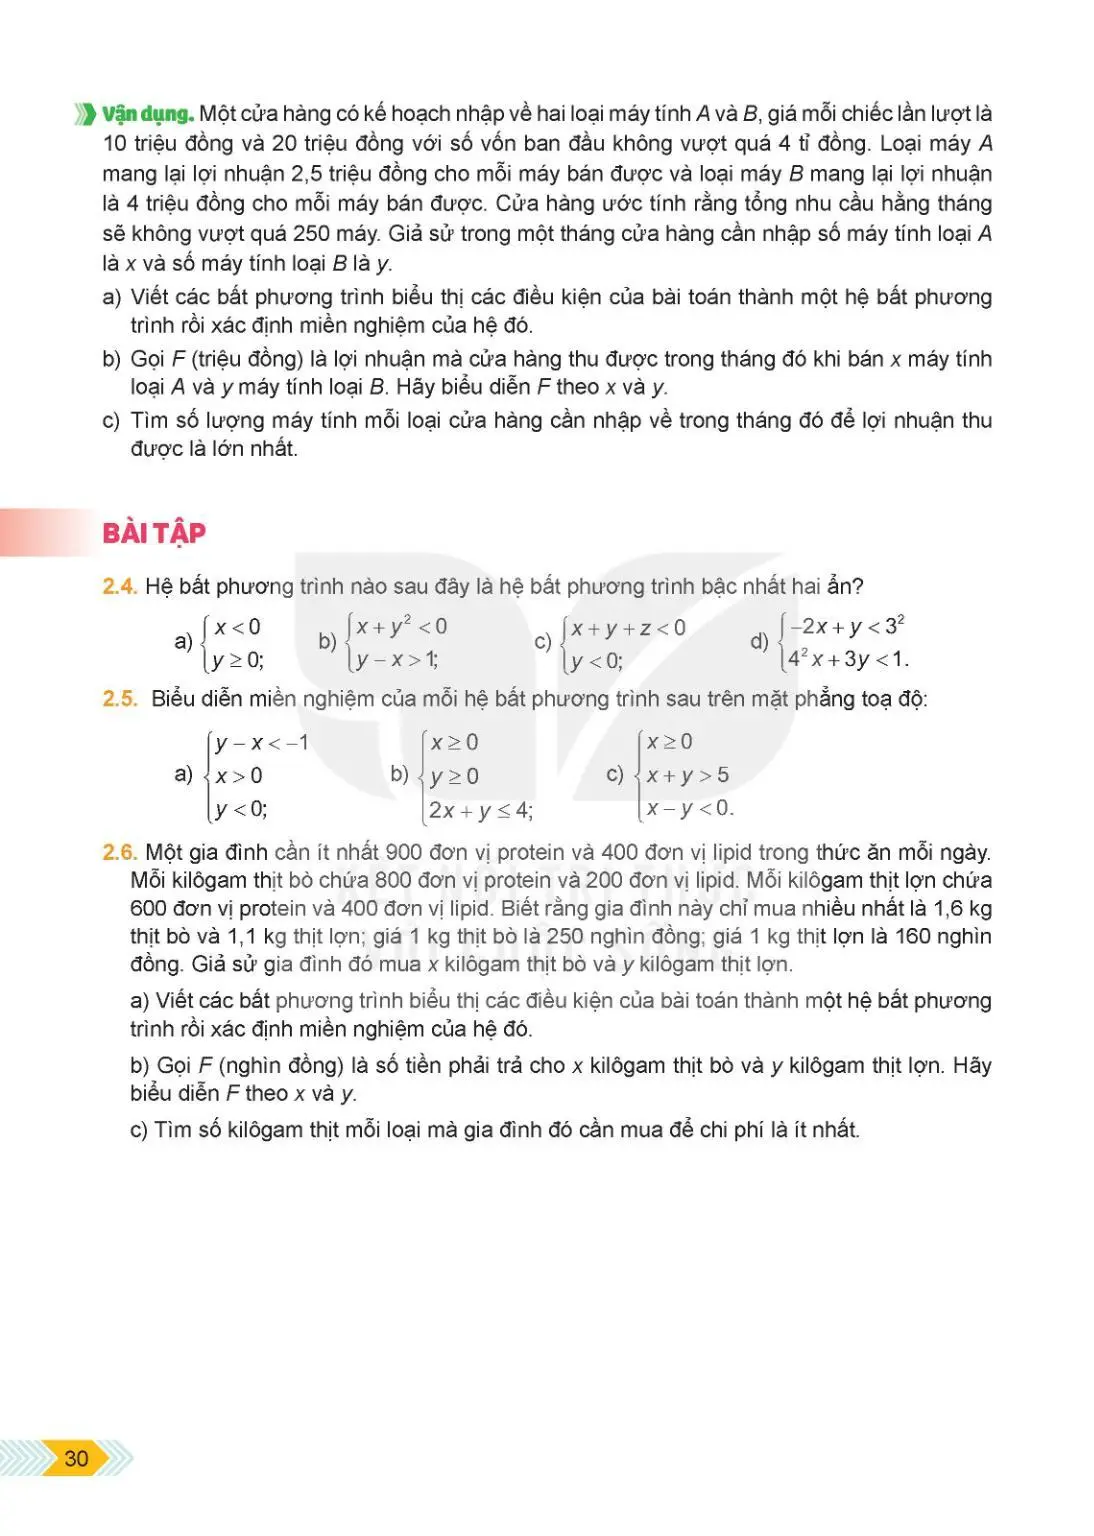 Vận dụng. Một cửa hàng có kế hoạch nhập về hai loại máy tính A và B, giá mỗi chiếc lần lượt là
10 triệu đồng và 20 triệu đồng với số vốn ban đầu không vượt quá 4 tỉ đồng. Loại máy A
mang lại lợi nhuận 2,5 triệu đồng cho mỗi máy bán được và loại máy B mang lại lợi nhuận
là 4 triệu đồng cho mỗi máy bán được. Cửa hàng ước tính rằng tổng nhu cầu hằng tháng
sẽ không vượt quá 250 máy. Giả sử trong một tháng cửa hàng cần nhập số máy tính loại A
là x và số máy tính loại B là y.
a) Viết các bất phương trình biểu thị các điều kiện của bài toán thành một hệ bất phương
trình rồi xác định miền nghiệm của hệ đó.
b) Gọi F (triệu đồng) là lợi nhuận mà cửa hàng thu được trong tháng đó khi bán x máy tính
loại A và y máy tính loại B. Hãy biểu diễn F theo x và y.
c) Tìm số lượng máy tính mỗi loại cửa hàng cần nhập về trong tháng đó để lợi nhuận thu
được là lớn nhất.
BÀI TẬP
2.4. Hệ bất phương trình nào sau đây là hệ bất phương trình bậc nhất hai ẩn?
a) { x < 0 b) { x + y² < 0 c) { x + y + z < 0 d) { –2x + y < 3²
y ≥ 0; y – x > 1; y < 0; 4² x + 3y < 1.
2.5. Biểu diễn miền nghiệm của mỗi hệ bất phương trình sau trên mặt phẳng toạ độ:
y – x < –1 x ≥ 0 x ≥ 0
a) { x > 0 b) { y ≥ 0 c) { x + y > 5
y < 0; 2x + y ≤ 4; x – y < 0.
2.6. Một gia đình cần ít nhất 900 đơn vị protein và 400 đơn vị lipid trong thức ăn mỗi ngày.
Mỗi kilôgam thịt bò chứa 800 đơn vị protein và 200 đơn vị lipid. Mỗi kilôgam thịt lợn chứa
600 đơn vị protein và 400 đơn vị lipid. Biết rằng gia đình này chỉ mua nhiều nhất là 1,6 kg
thịt bò và 1,1 kg thịt lợn; giá 1 kg thịt bò là 250 nghìn đồng; giá 1 kg thịt lợn là 160 nghìn
đồng. Giả sử gia đình đó mua x kilôgam thịt bò và y kilôgam thịt lợn.
a) Viết các bất phương trình biểu thị các điều kiện của bài toán thành một hệ bất phương
trình rồi xác định miền nghiệm của hệ đó.
b) Gọi F (nghìn đồng) là số tiền phải trả cho x kilôgam thịt bò và y kilôgam thịt lợn. Hãy
biểu diễn F theo x và y.
c) Tìm số kilôgam thịt mỗi loại mà gia đình đó cần mua để chi phí là ít nhất.
30